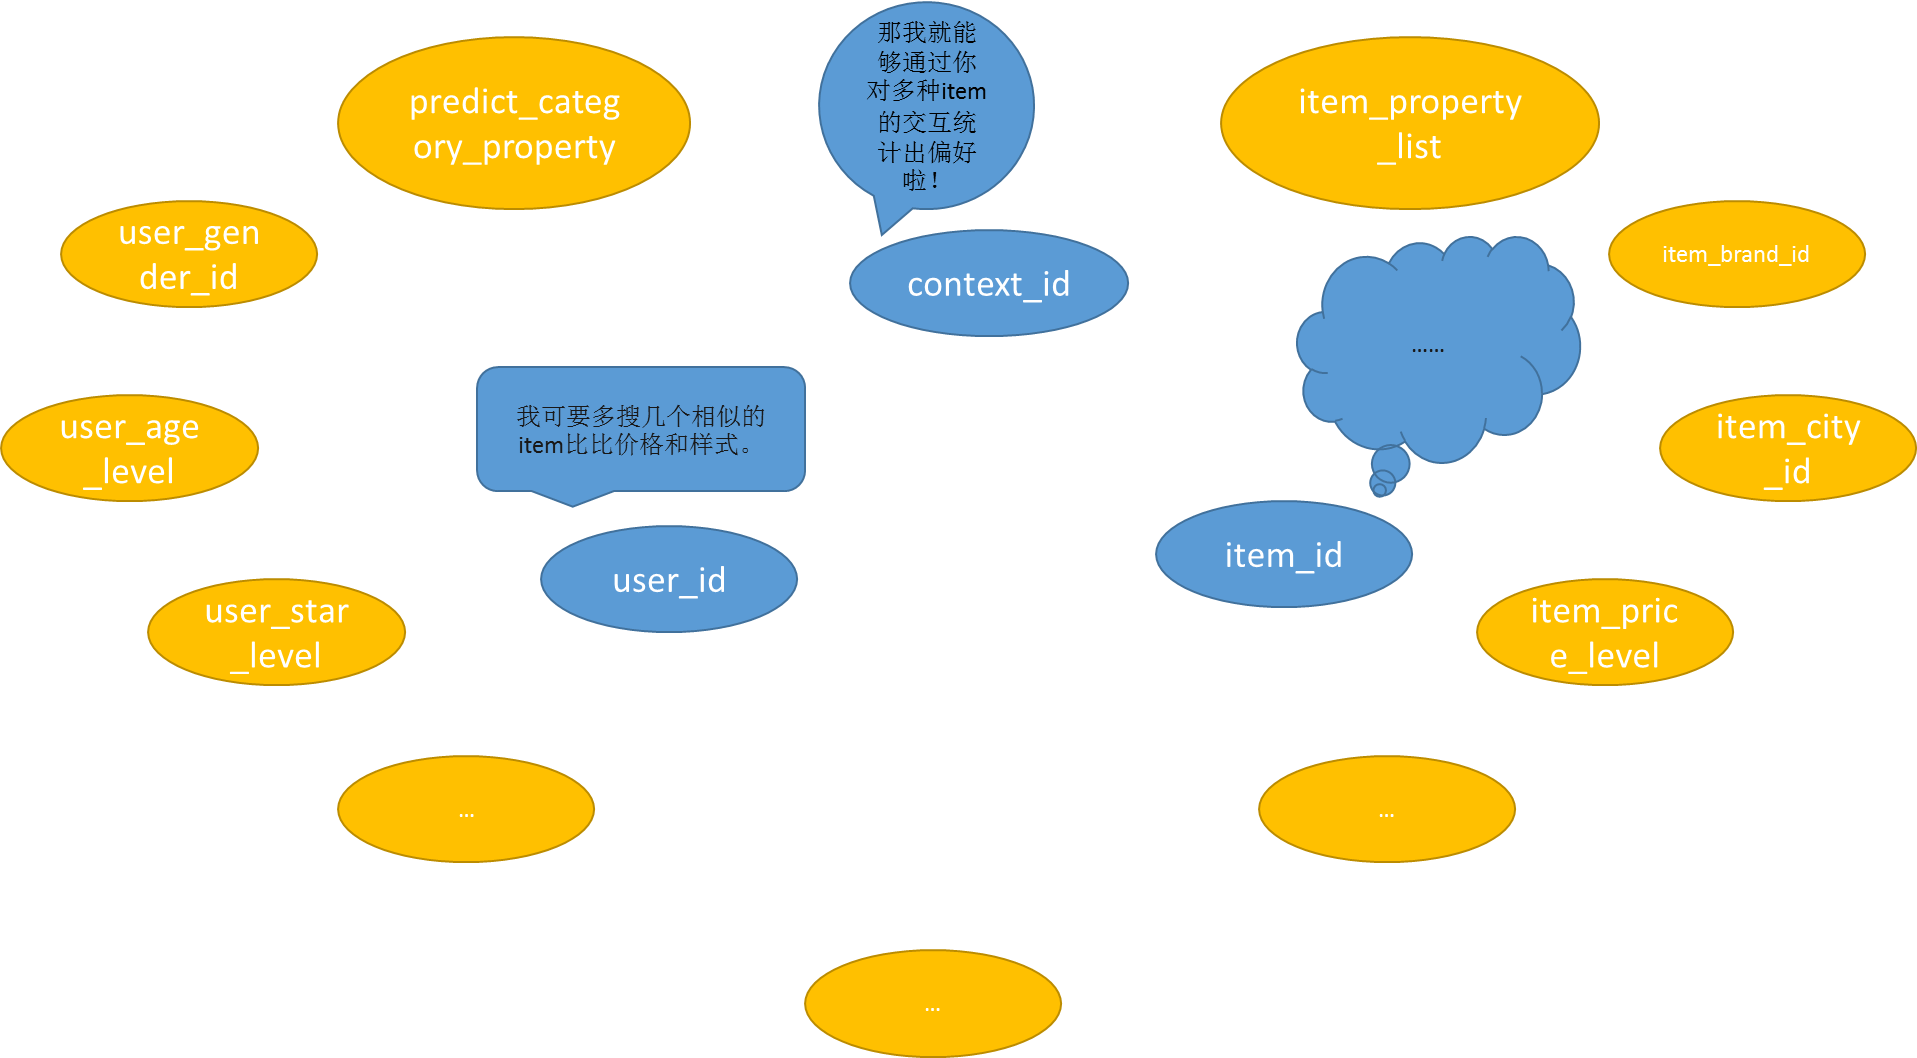 那我就能
够通过你
对多种item
的交互统
计出偏好
啦！
predict_categ
ory_property
item_property
_list
user_gen
der_id
context_id
item_brand_id
……
我可要多搜几个相似的
item比比价格和样式。
user_age
_level
item_city
_id
user_id
item_id
user_star
_level
item_pric
e_level
...
...
...